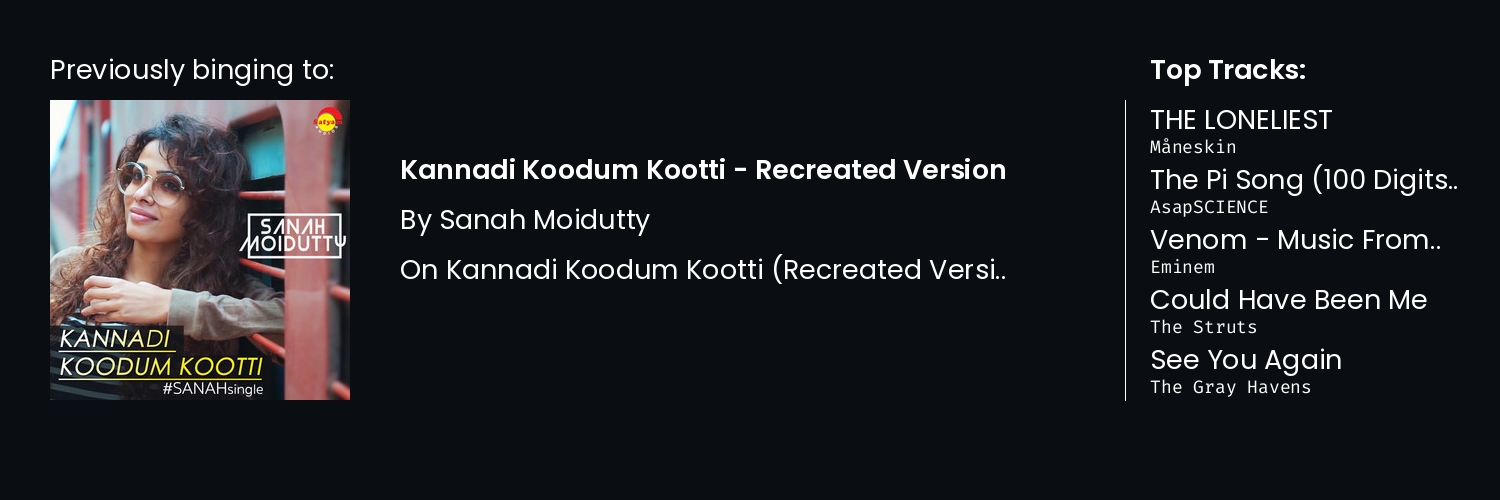 Previously binging to:
Satyam
AUDIOS
SANAH
MOIDUTTY
KANNADI
KOODUM KOOTTI
#SANAHsingle
Kannadi Koodum Kootti - Recreated Version
By Sanah Moidutty
On Kannadi Koodum Kootti (Recreated Versi..
Top Tracks:
THE LONELIEST
Måneskin
The Pi Song (100 Digits..
AsapSCIENCE
Venom - Music From..
Eminem
Could Have Been Me
The Struts
See You Again
The Gray Havens